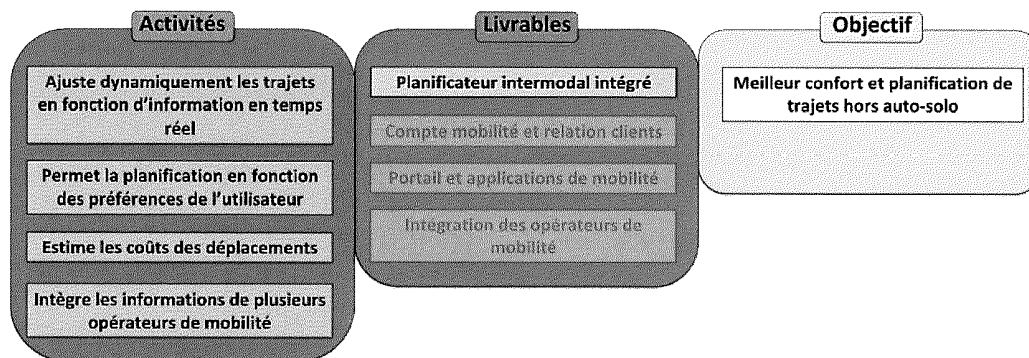 Activités
Ajuste dynamiquement les trajets
en fonction d'information en temps
réel
Permet la planification en fonction
des préférences de l'utilisateur
Estime les coûts des déplacements
Intègre les informations de plusieurs
opérateurs de mobilité
Livrables
Planificateur intermodal intégré
Compte mobilité et relation clients
Portail et applications de mobilité
Intégration des opérateurs de
mobilité
Objectif
Meilleur confort et planification de
trajets hors auto-solo